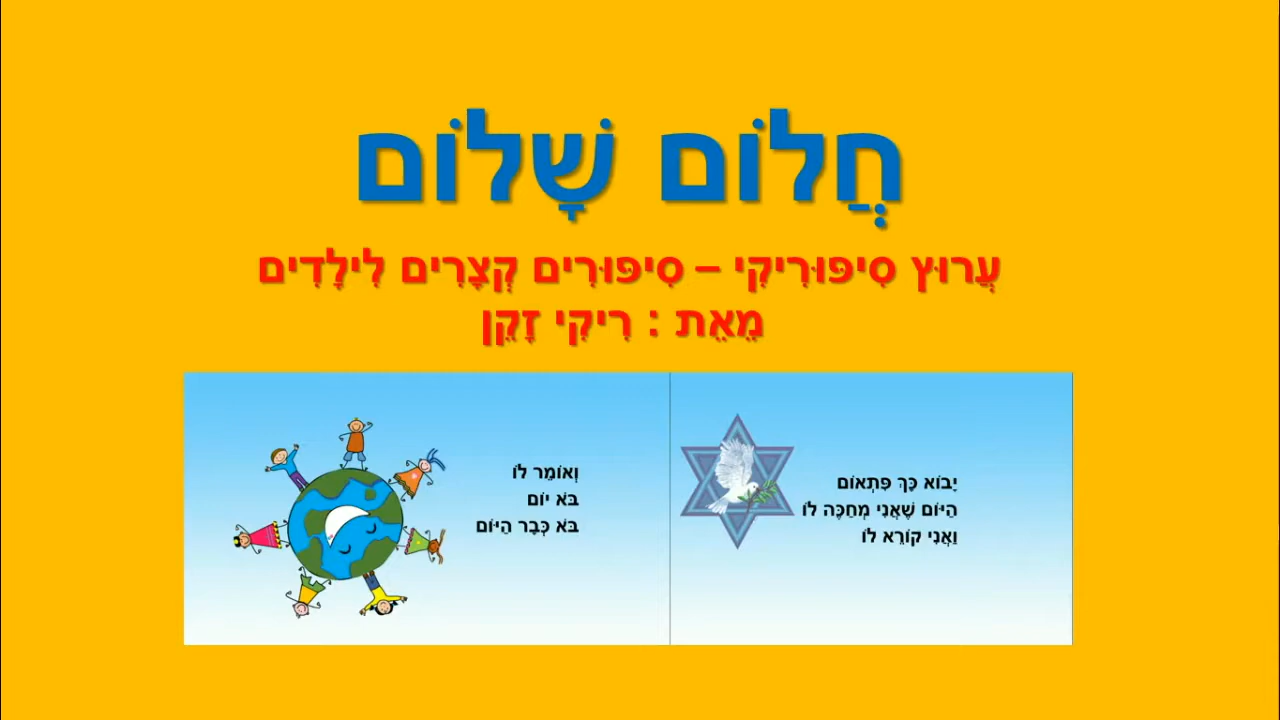 חֲלוֹם שָׁלוֹם
עֲרוּץ סִיפּוּרִיקִי – סִיפּוּרִים קְצָרִים לִילָדִים
מֵאֵת : רִיקִי זָקֵן
יָבוֹא כָּךְ פִּתְאוֹם
הַיּוֹם שֶׁאֲנִי מְחַכֶּה לוֹ
וַאֲנִי קוֹרֵא לוֹ
וְאוֹמֵר לוֹ
בֹּא יוֹם
בֹּא כְּבָר הַיּוֹם